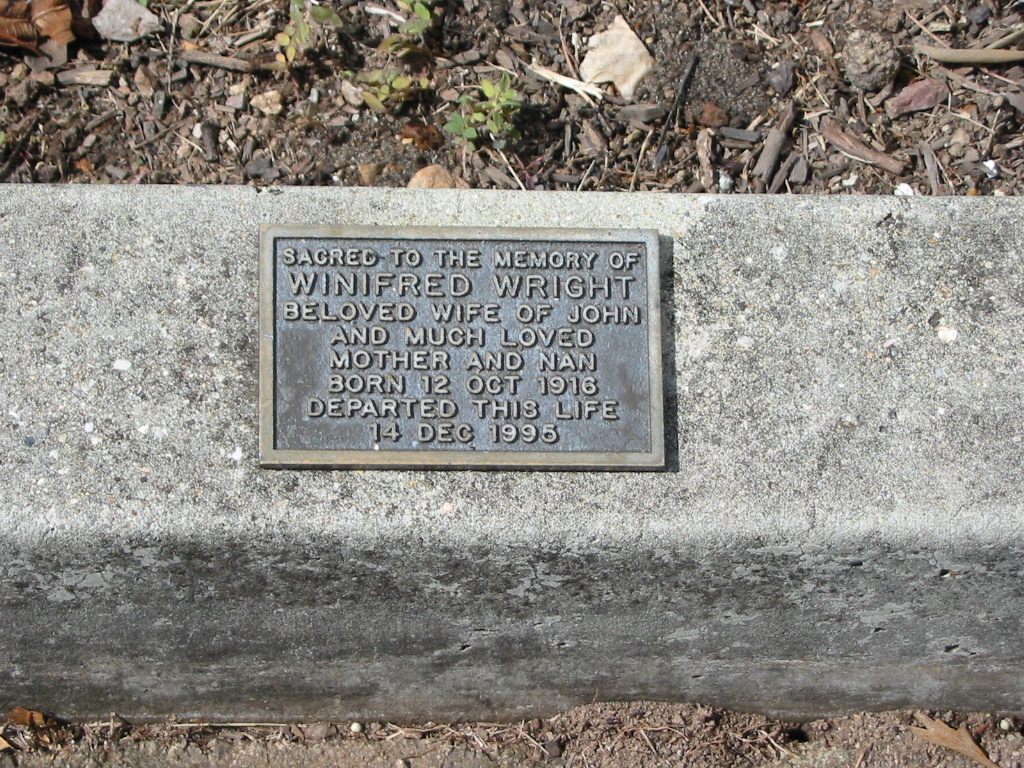 SACRED TO THE MEMORY OF
WINIFRED WRIGHT
BELOVED WIFE OF JOHN
AND MUCH LOVED
MOTHER AND NAN
BORN 12 OCT 1916
DEPARTED THIS LIFE
14 DEC 1995